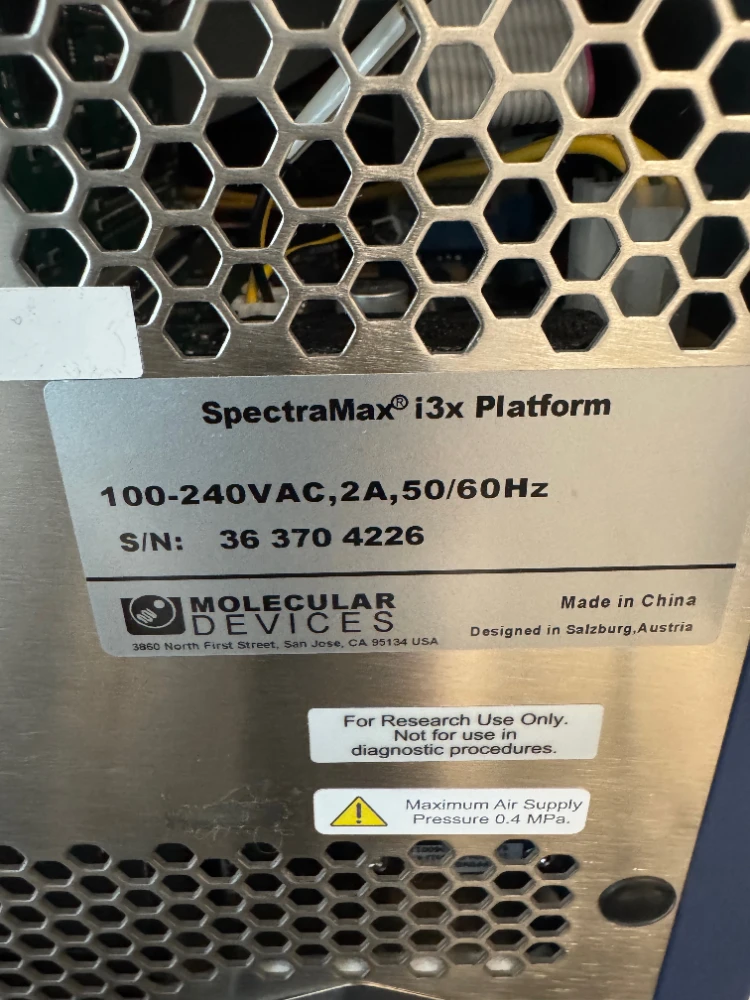 SpectraMax® i3x Platform
100-240VAC,2A,50/60Hz
S/N: 36 370 4226
MOLECULAR
DEVICES
3860 North First Street, San Jose, CA 95134 USA
Made in China
Designed in Salzburg,Austria
For Research Use Only.
Not for use in
diagnostic procedures.
Maximum Air Supply
Pressure 0.4 MPa.